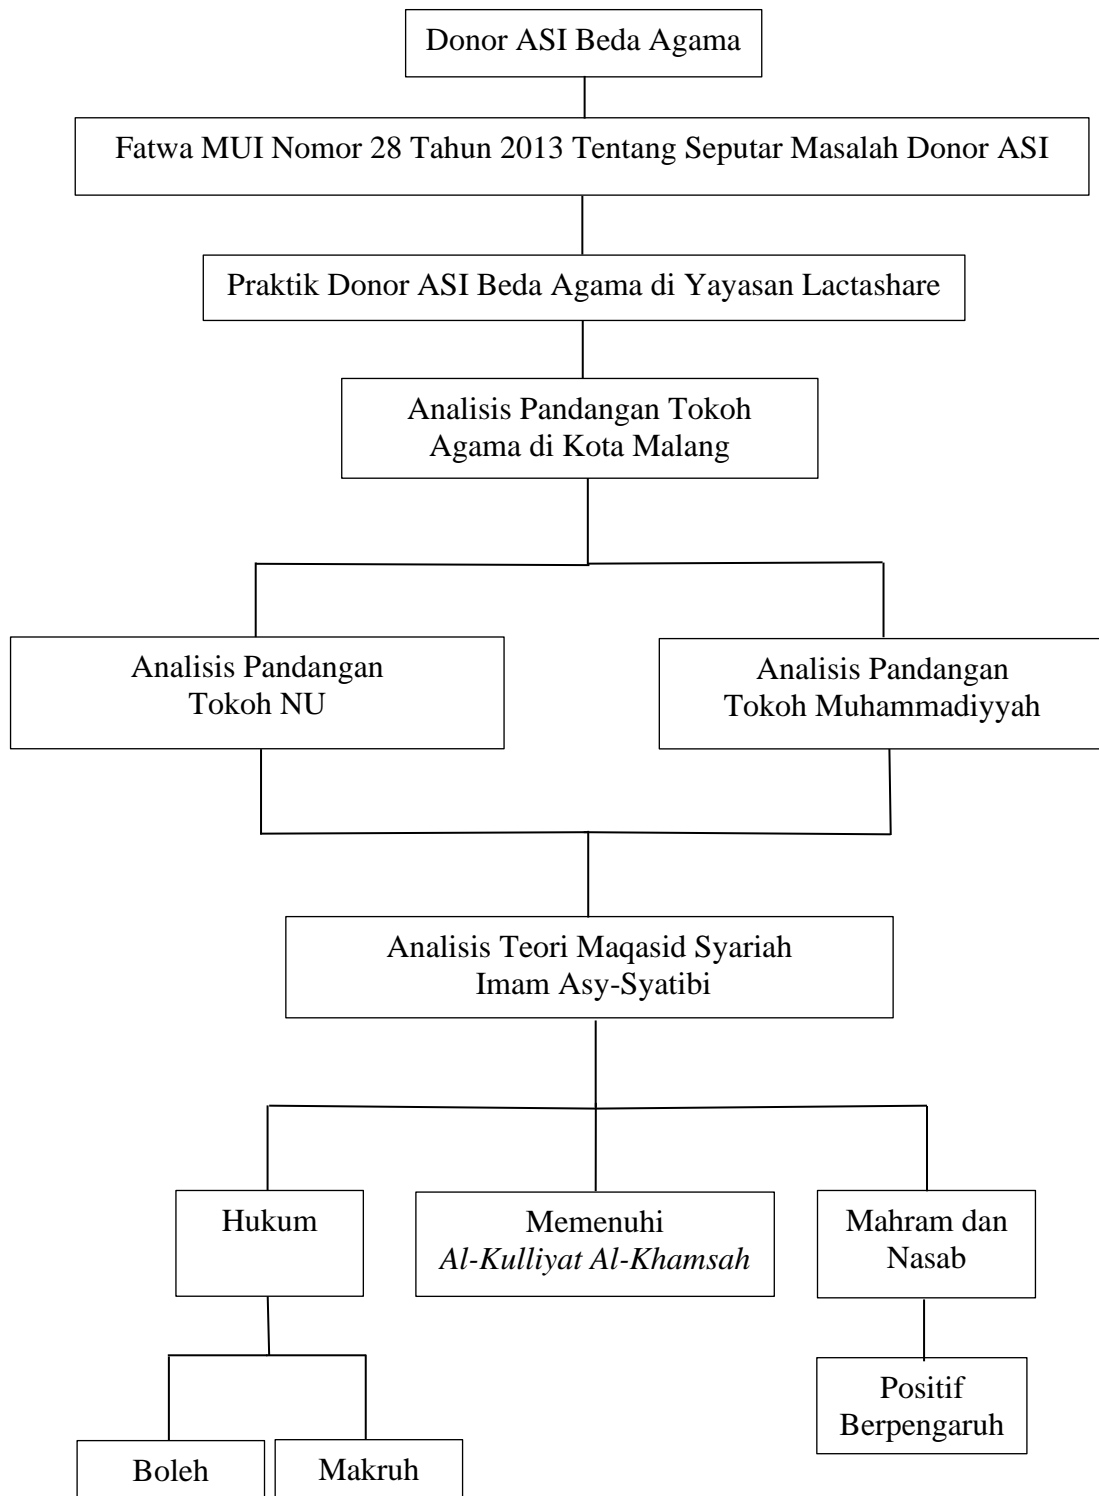 Donor ASI Beda Agama
Fatwa MUI Nomor 28 Tahun 2013 Tentang Seputar Masalah Donor ASI
Praktik Donor ASI Beda Agama di Yayasan Lactashare
Analisis Pandangan Tokoh
Agama di Kota Malang
Analisis Pandangan
Tokoh NU
Analisis Pandangan
Tokoh Muhammadiyyah
Analisis Teori Maqasid Syariah
Imam Asy-Syatibi
Hukum
Memenuhi
Al-Kulliyat Al-Khamsah
Mahram dan
Nasab
Boleh
Makruh
Positif
Berpengaruh